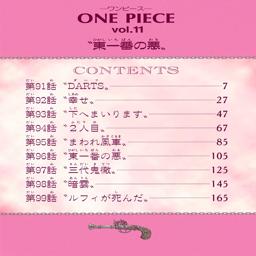 ―ワンピース―
ONE PIECE
vol.11
"東一番の悪"
CONTENTS
第91話 "DARTS" 7
第92話 "幸せ" 27
第93話 "下へまいります" 47
第94話 "2人目" 67
第95話 "まわれ風車" 85
第96話 "東一番の悪" 105
第97話 "三代鬼徹" 125
第98話 "暗雲" 145
第99話 "ルフィが死んだ" 165